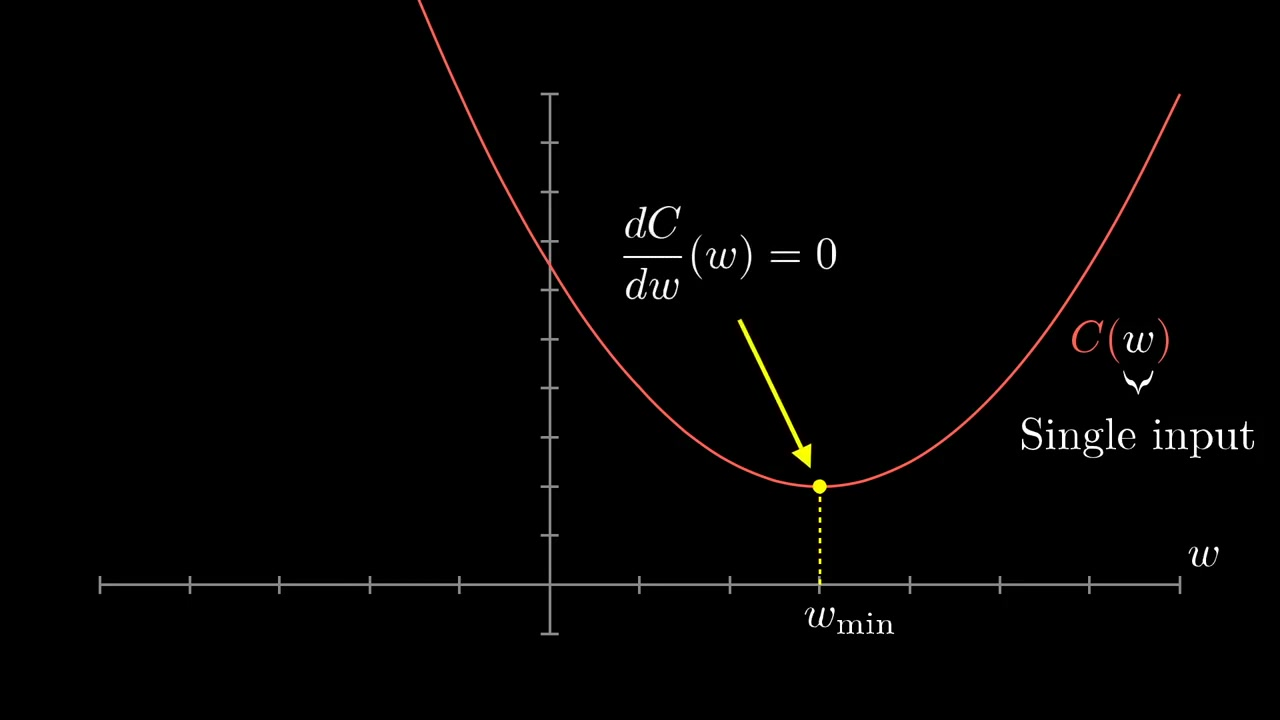 dC/dw (w) = 0
C(w)
Single input
w
w_min